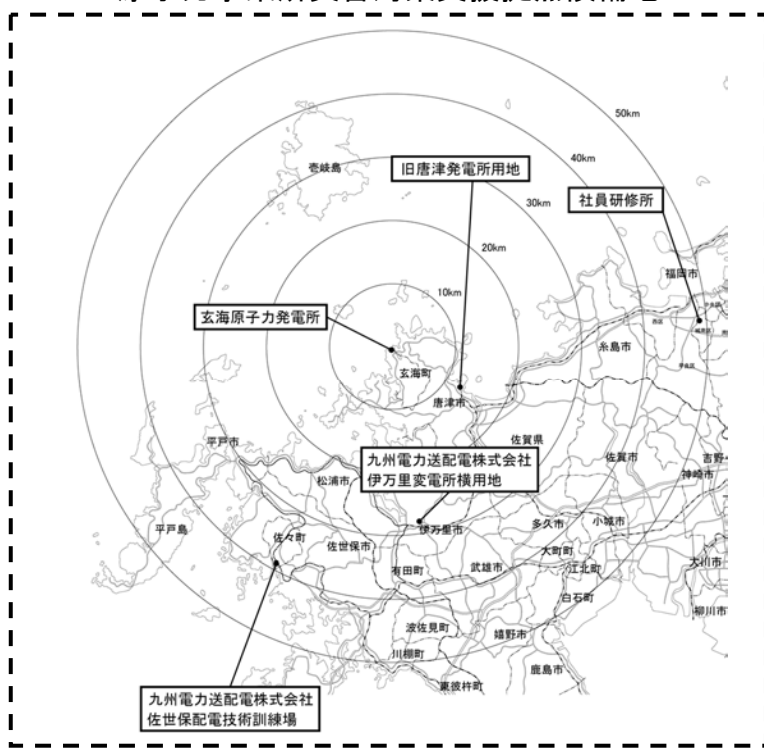 50km
40km
旧唐津発電所用地
壱岐島
30km
社員研修所
20km
福岡市
10km
玄海原子力発電所
糸島市
玄海町
唐津市
佐賀県
平戸市
九州電力送配電株式会社
伊万里変電所横用地
佐賀市
吉野
松浦市
神崎市
平戸島
伊万里市
多久市
小城市
佐々町
佐世保市
大町町
有田町
武雄市
江北町
大川市
白石町
柳川市
波佐見町
嬉野市
川棚町
鹿島市
東彼杵町
九州電力送配電株式会社
佐世保配電技術訓練場